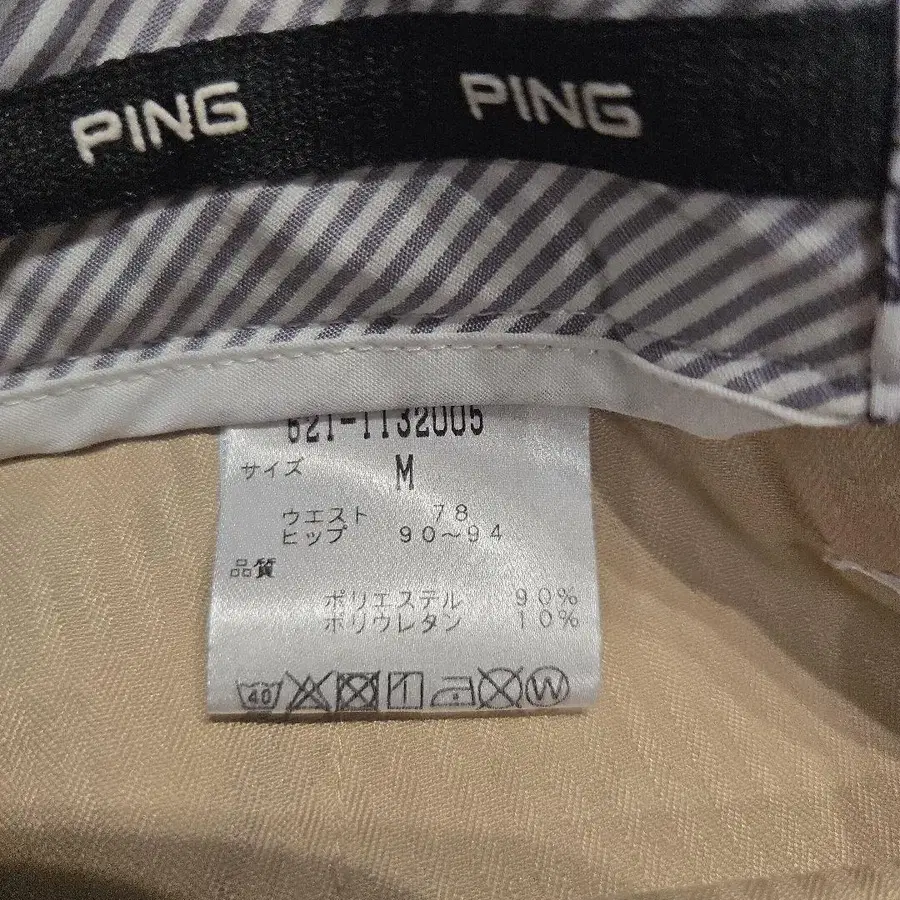 PING PING
621-1132005
サイズ M
ウエスト 78
ヒップ 90〜94
品質
ポリエステル 90%
ポリウレタン 10%
40 W